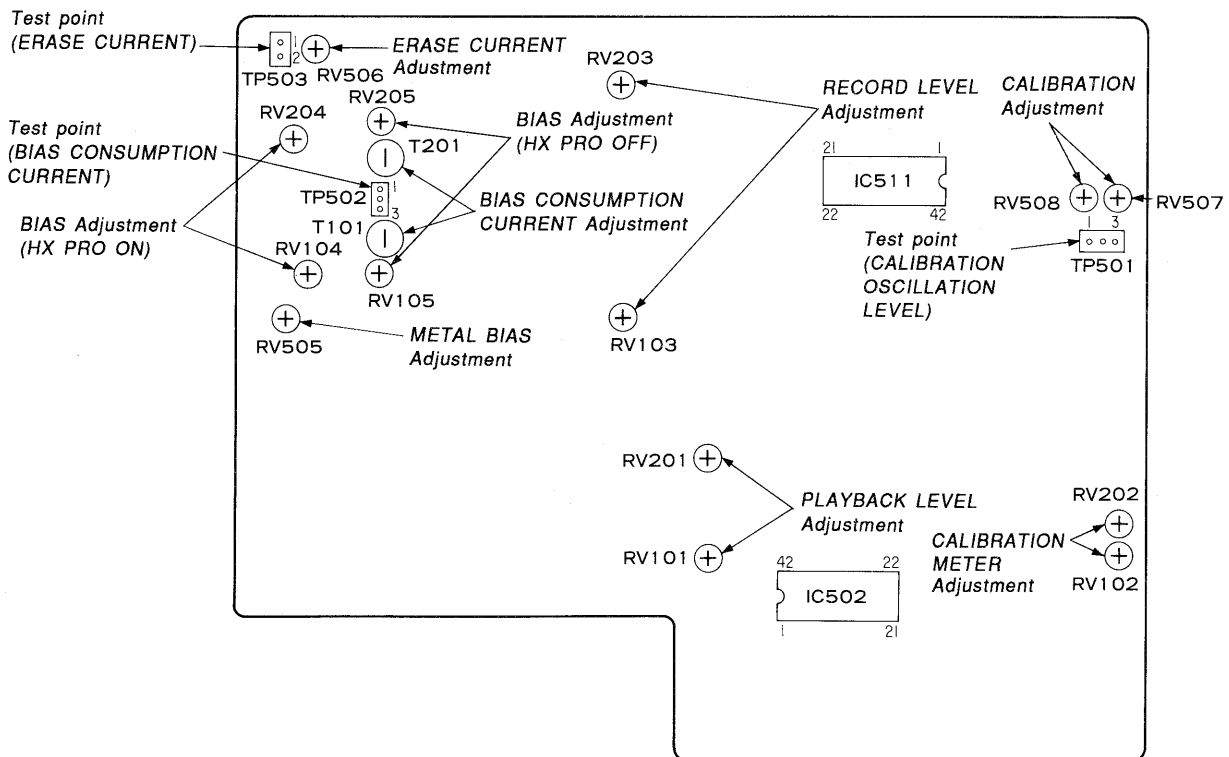 Test point
(ERASE CURRENT)
1
2
TP503
RV506
ERASE CURRENT
Adustment
RV203
RECORD LEVEL
Adjustment
CALIBRATION
Adjustment
RV205
RV204
T201
BIAS Adjustment
(HX PRO OFF)
Test point
(BIAS CONSUMPTION
CURRENT)
TP502
1
3
T101
BIAS CONSUMPTION
CURRENT Adjustment
21
1
IC511
22
42
RV508
RV507
1
3
TP501
Test point
(CALIBRATION
OSCILLATION
LEVEL)
BIAS Adjustment
(HX PRO ON)
RV104
RV105
RV505
METAL BIAS
Adjustment
RV103
RV201
PLAYBACK LEVEL
Adjustment
RV101
RV202
CALIBRATION
METER
Adjustment
RV102
42
22
IC502
1
21